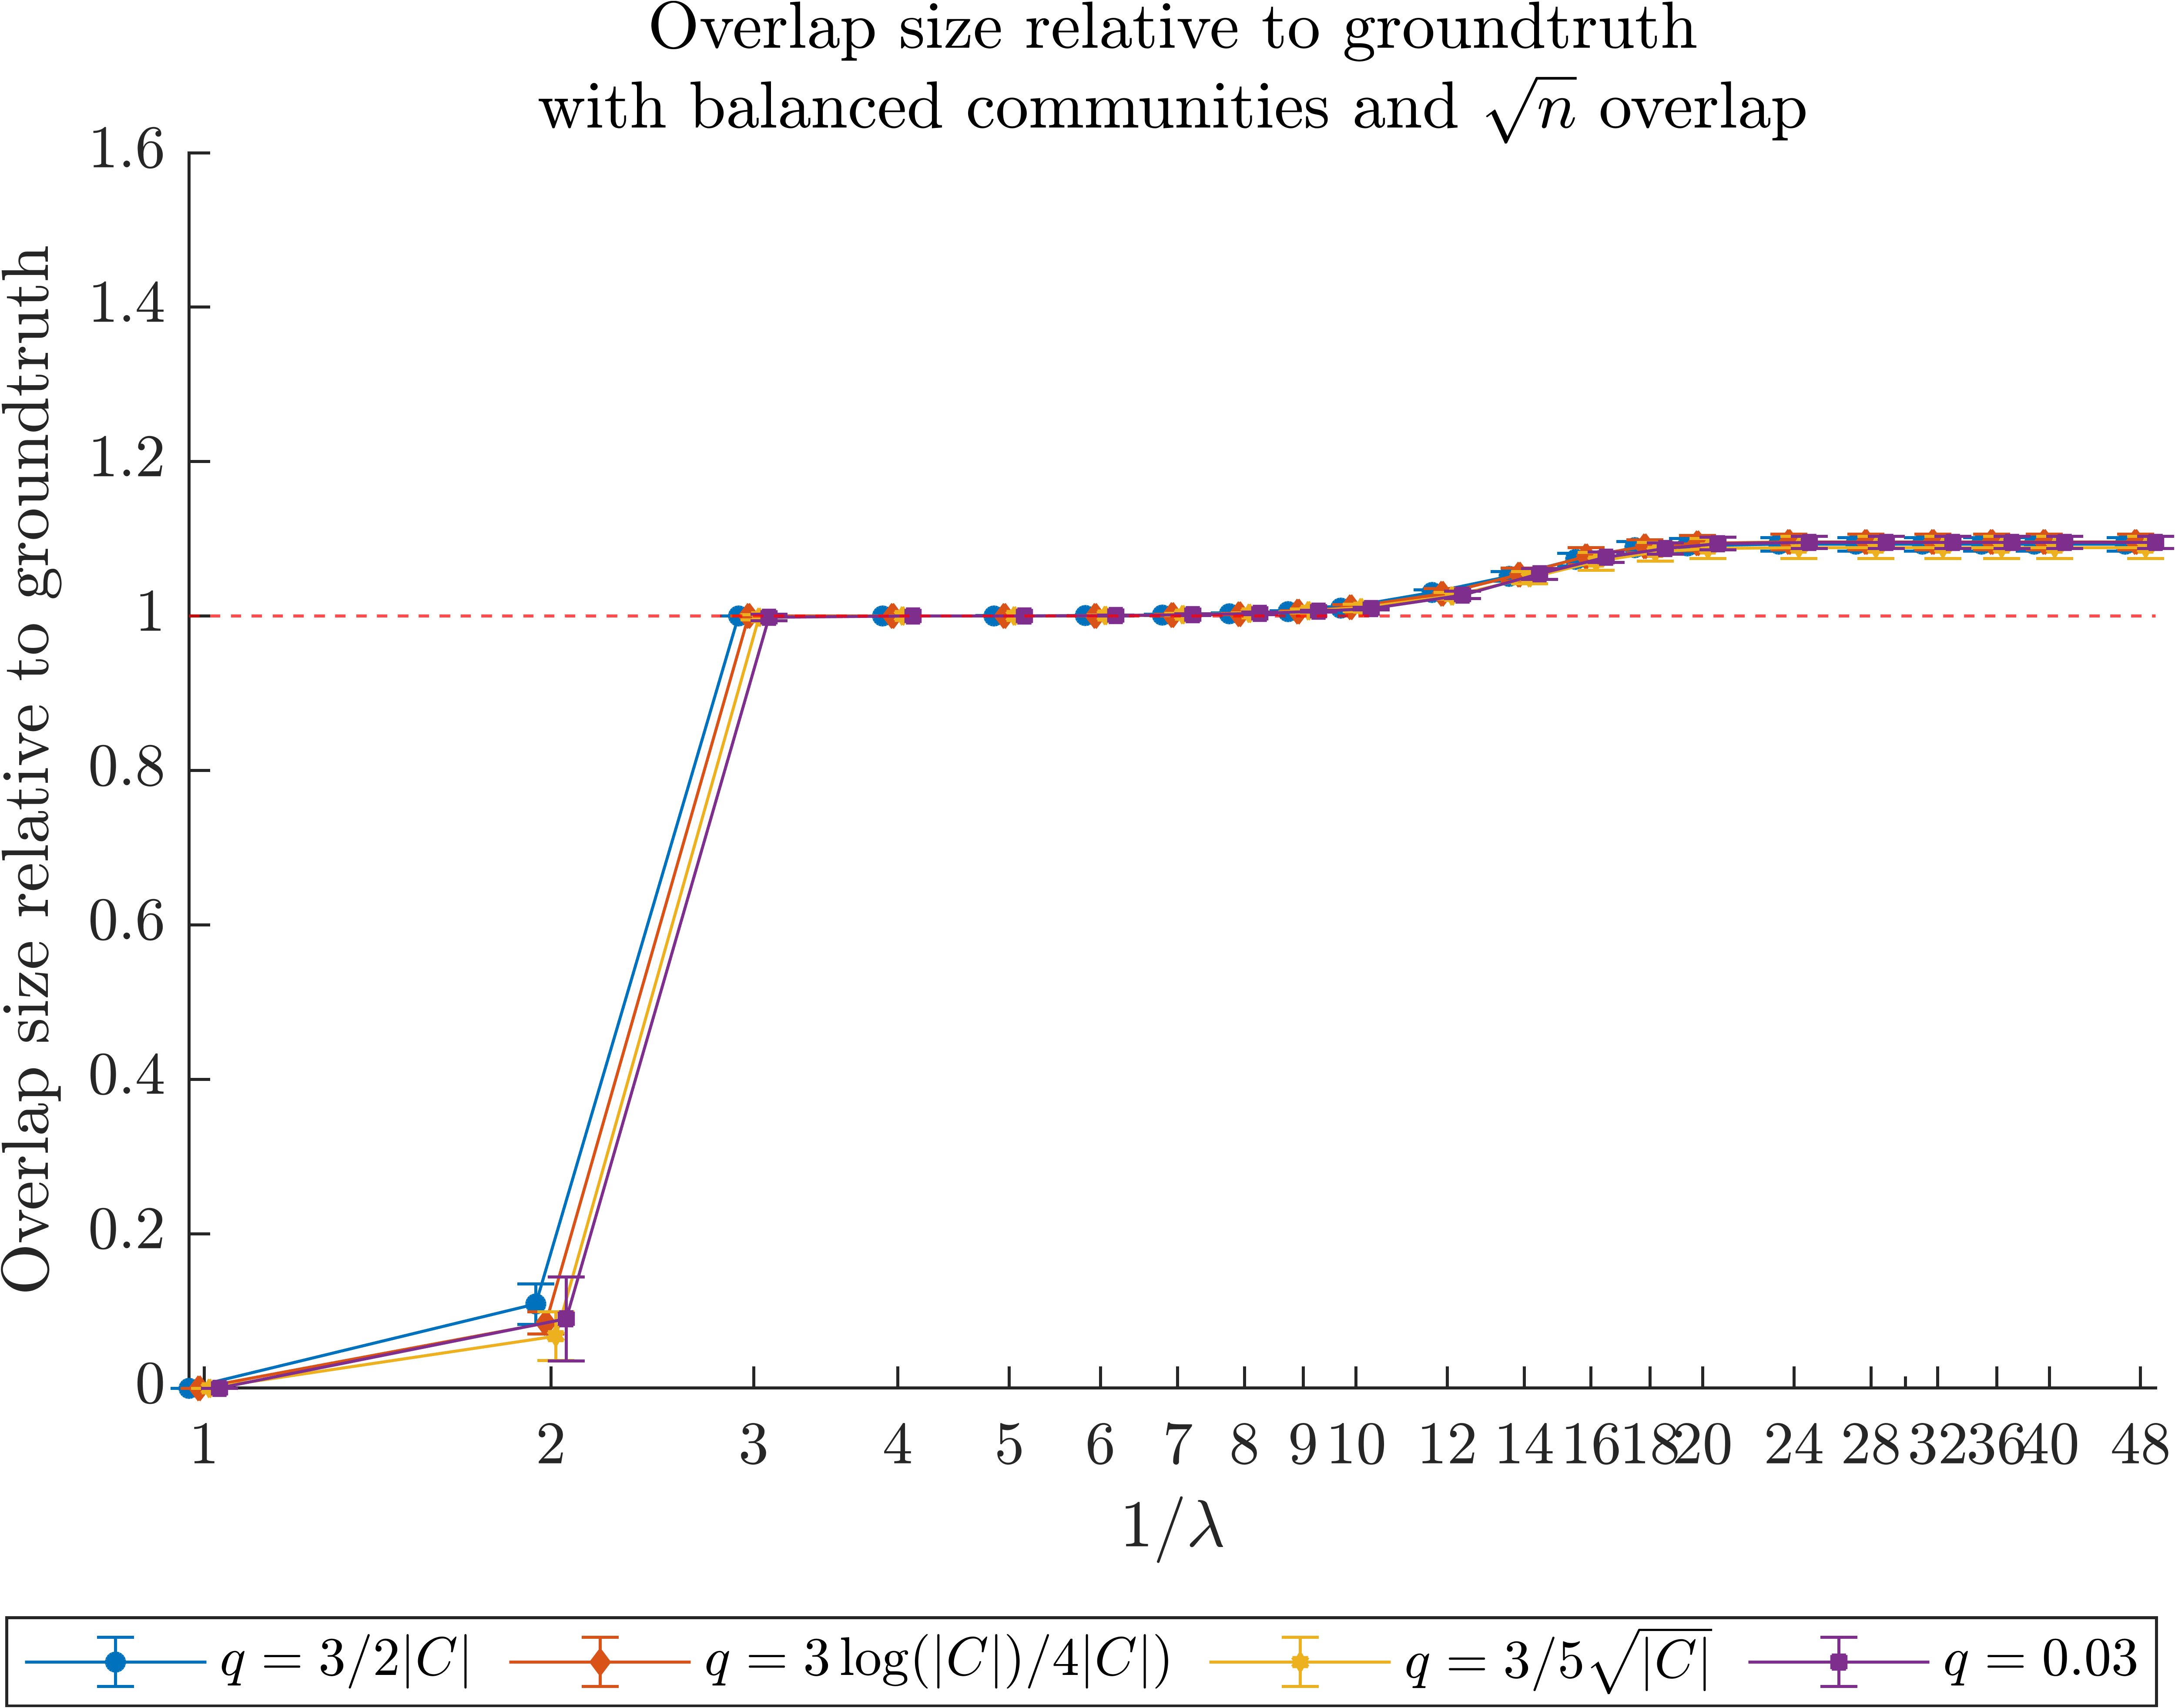 Overlap size relative to groundtruth
with balanced communities and √n overlap
Overlap size relative to groundtruth
1.6
1.4
1.2
1
0.8
0.6
0.4
0.2
0
1 2 3 4 5 6 7 8 9 10 12 14 16 18 20 24 28 32 36 40 48
1/λ
q = 3/2|C| q = 3 log(|C|)/4|C|) q = 3/5√|C| q = 0.03